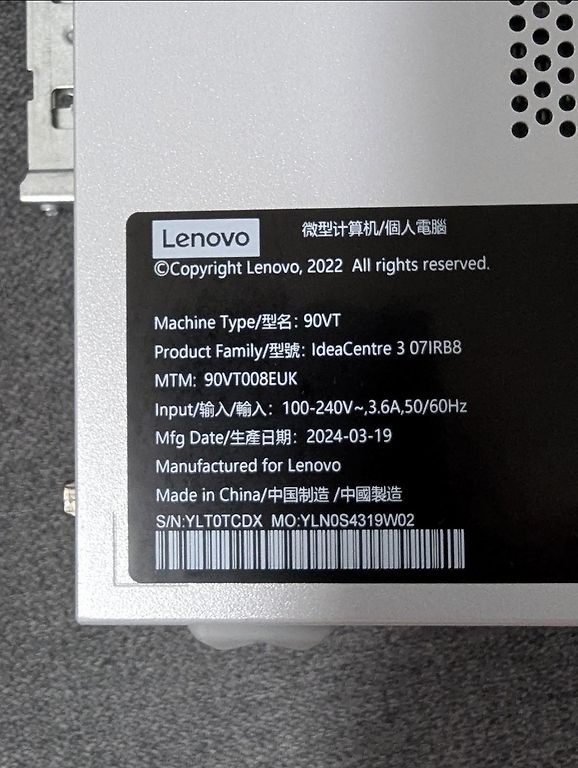 Lenovo
微型计算机/個人電腦
©Copyright Lenovo, 2022 All rights reserved.
Machine Type/型名: 90VT
Product Family/型號: IdeaCentre 3 07IRB8
MTM: 90VT008EUK
Input/输入/輸入: 100-240V~,3.6A,50/60Hz
Mfg Date/生產日期: 2024-03-19
Manufactured for Lenovo
Made in China/中国制造 /中國製造
S/N:YLT0TCDX MO:YLN0S4319W02